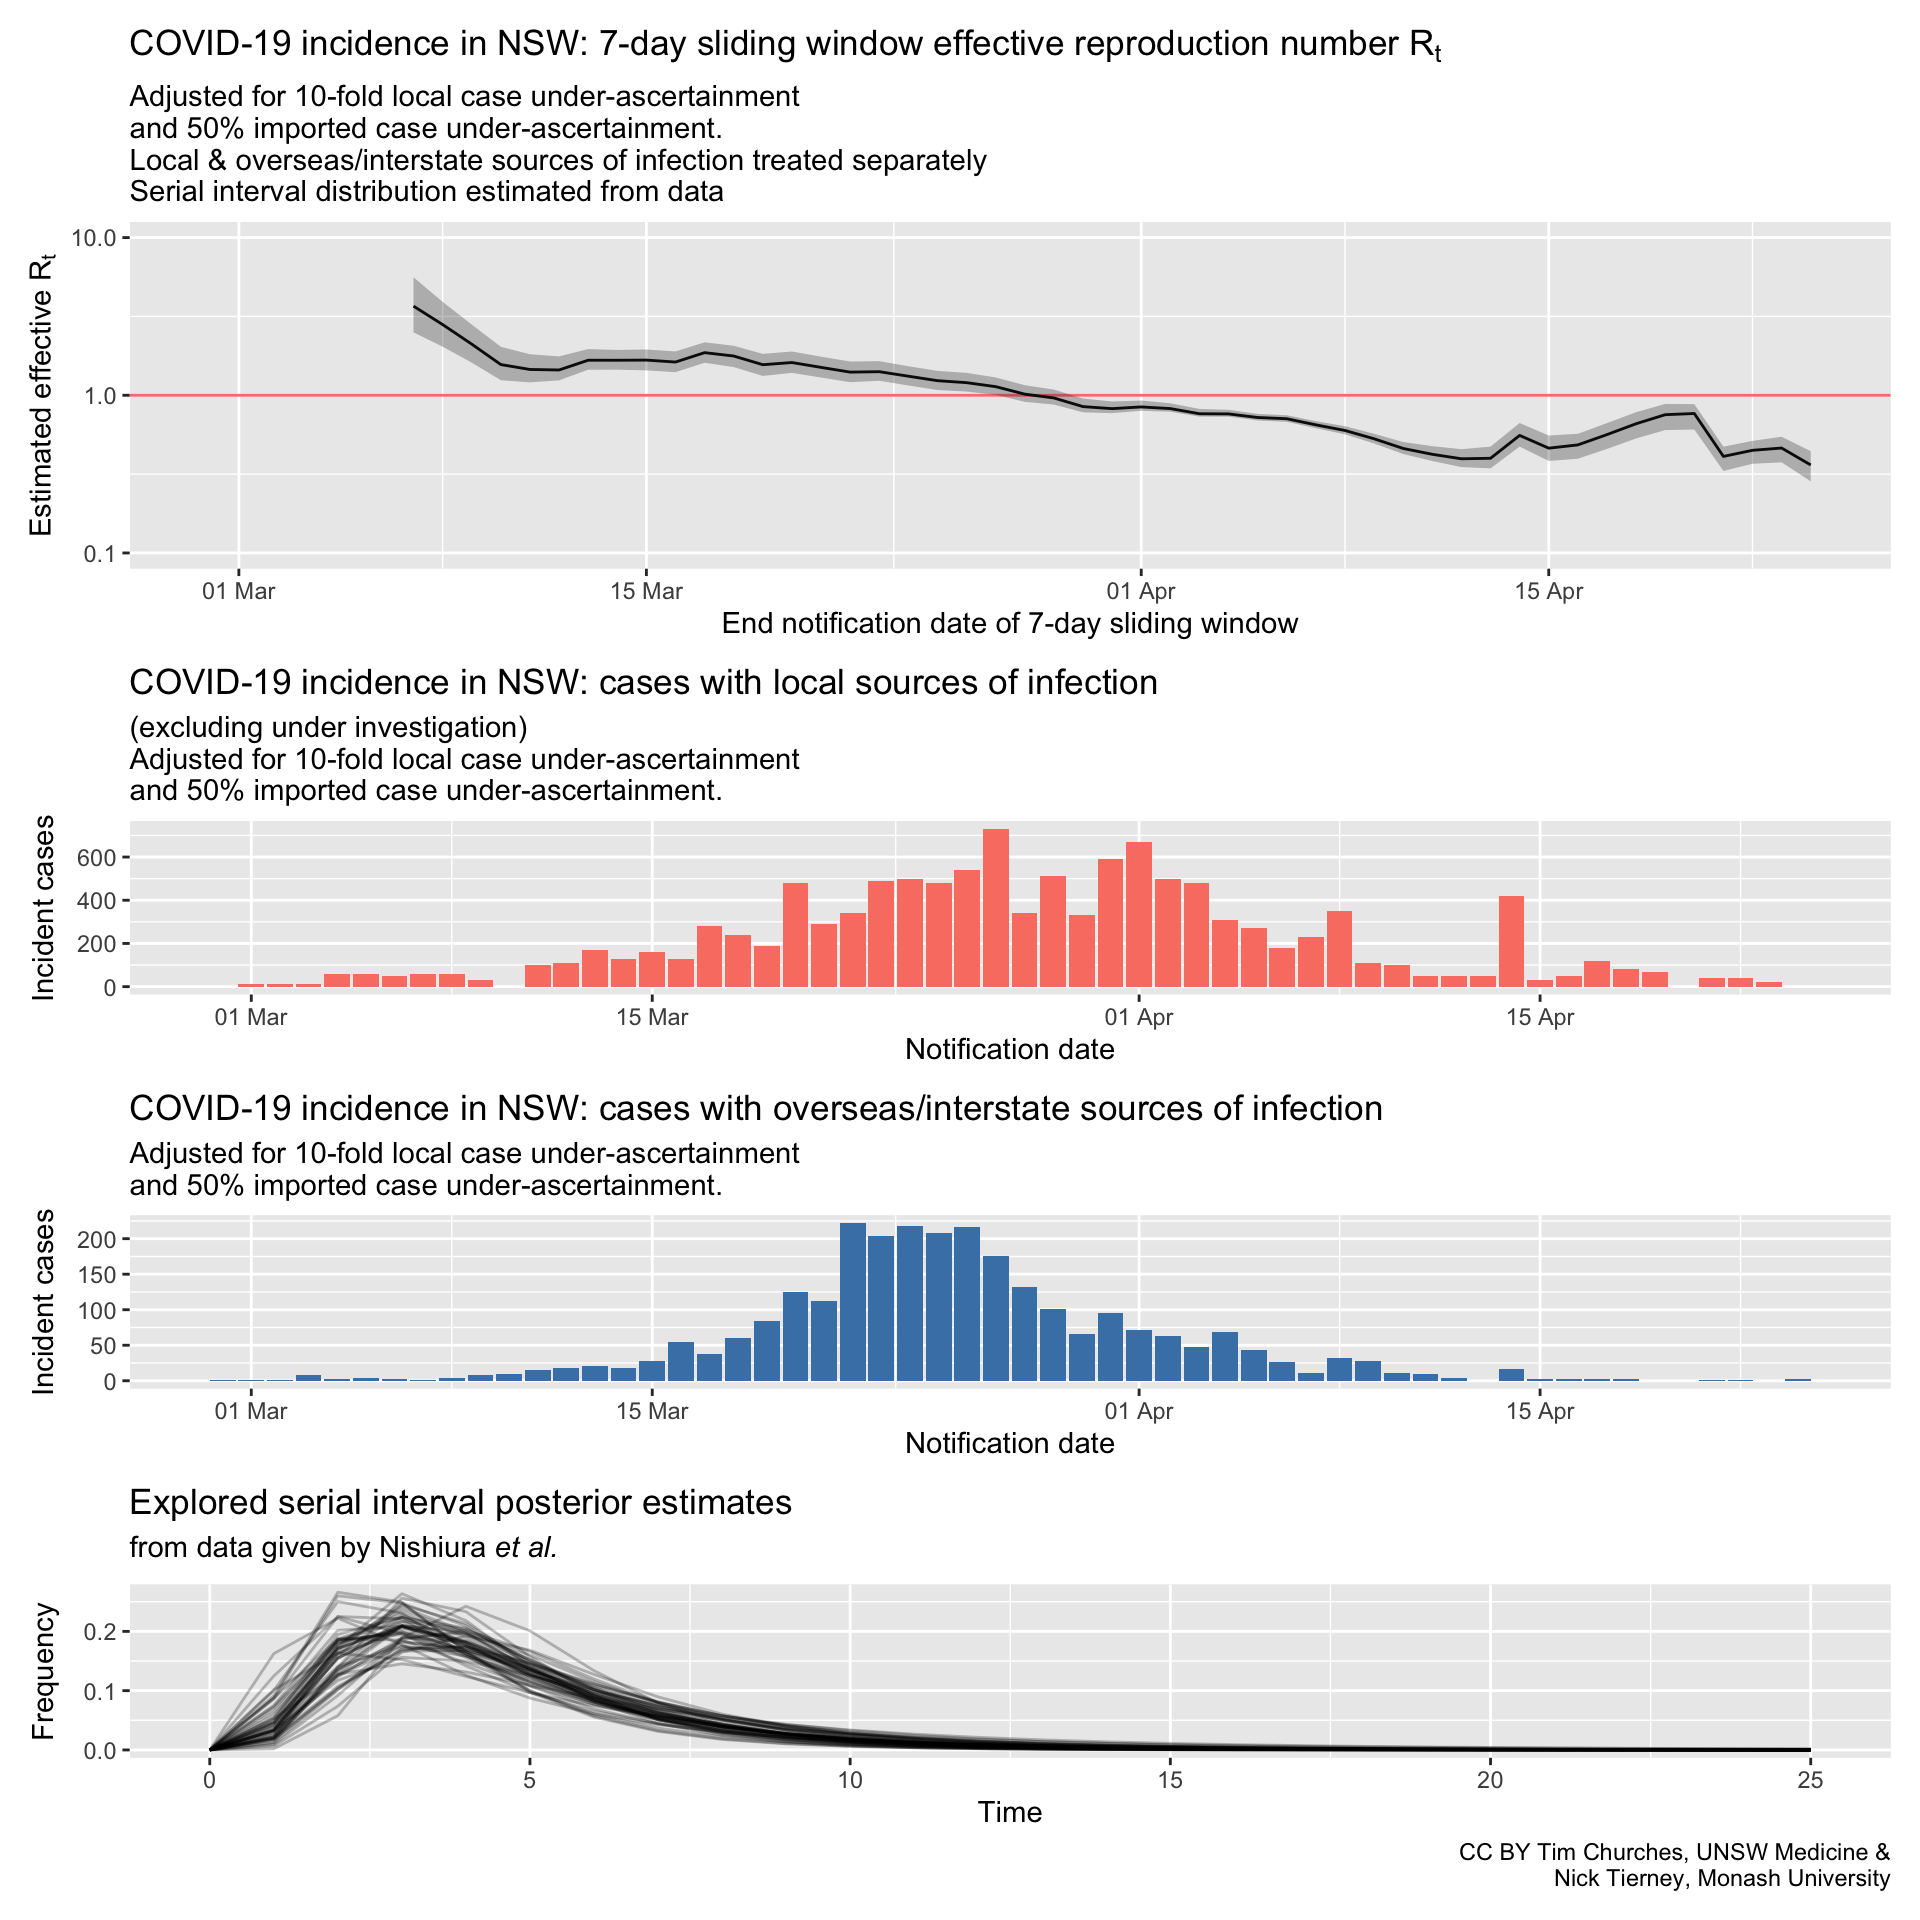 COVID-19 incidence in NSW: 7-day sliding window effective reproduction number Rt
Adjusted for 10-fold local case under-ascertainment
and 50% imported case under-ascertainment.
Local & overseas/interstate sources of infection treated separately
Serial interval distribution estimated from data
Estimated effective Rt
10.0
1.0
0.1
01 Mar
15 Mar
01 Apr
15 Apr
End notification date of 7-day sliding window
COVID-19 incidence in NSW: cases with local sources of infection
(excluding under investigation)
Adjusted for 10-fold local case under-ascertainment
and 50% imported case under-ascertainment.
Incident cases
600
400
200
0
01 Mar
15 Mar
01 Apr
15 Apr
Notification date
COVID-19 incidence in NSW: cases with overseas/interstate sources of infection
Adjusted for 10-fold local case under-ascertainment
and 50% imported case under-ascertainment.
Incident cases
200
150
100
50
0
01 Mar
15 Mar
01 Apr
15 Apr
Notification date
Explored serial interval posterior estimates
from data given by Nishiura et al.
Frequency
0.2
0.1
0.0
0
5
10
15
20
25
Time
CC BY Tim Churches, UNSW Medicine &
Nick Tierney, Monash University